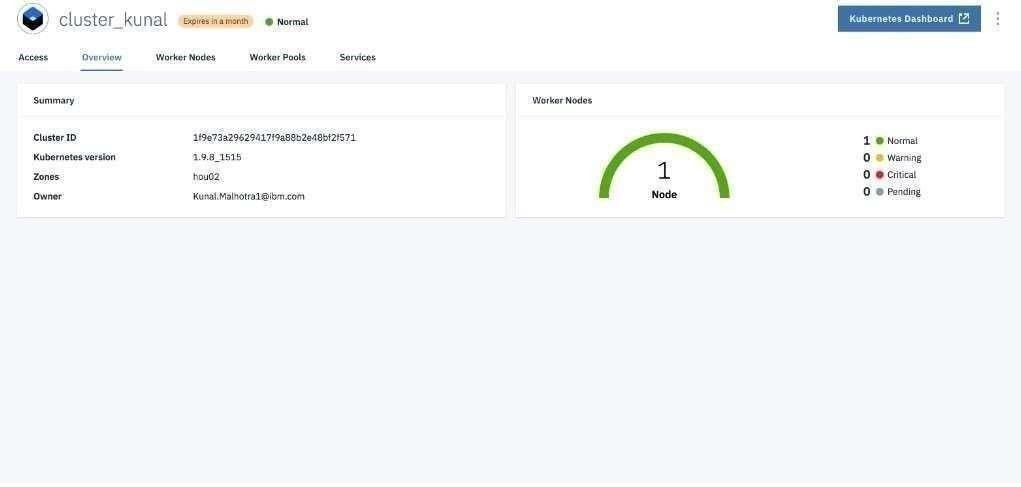 cluster_kunal Expires in a month Normal Kubernetes Dashboard
Access Overview Worker Nodes Worker Pools Services
Summary
Cluster ID 1f9e73a29629417f9a88b2e48bf2f571
Kubernetes version 1.9.8_1515
Zones hou02
Owner Kunal.Malhotra1@ibm.com
Worker Nodes
1
Node
1 Normal
0 Warning
0 Critical
0 Pending